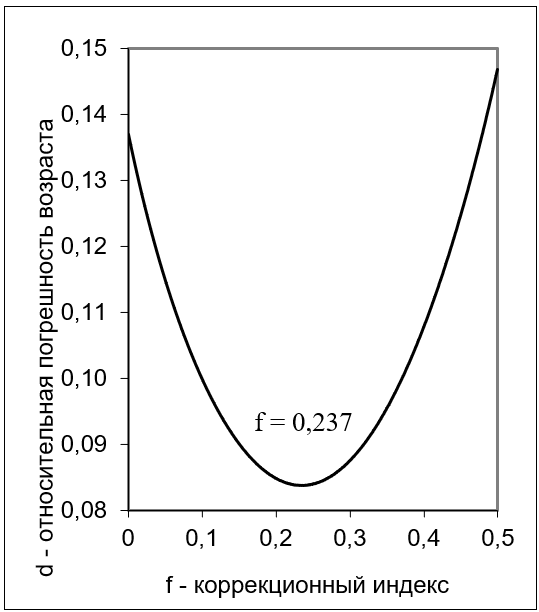 d - относительная погрешность возраста
0,15
0,14
0,13
0,12
0,11
0,10
0,09
0,08
f = 0,237
0 0,1 0,2 0,3 0,4 0,5
f - коррекционный индекс